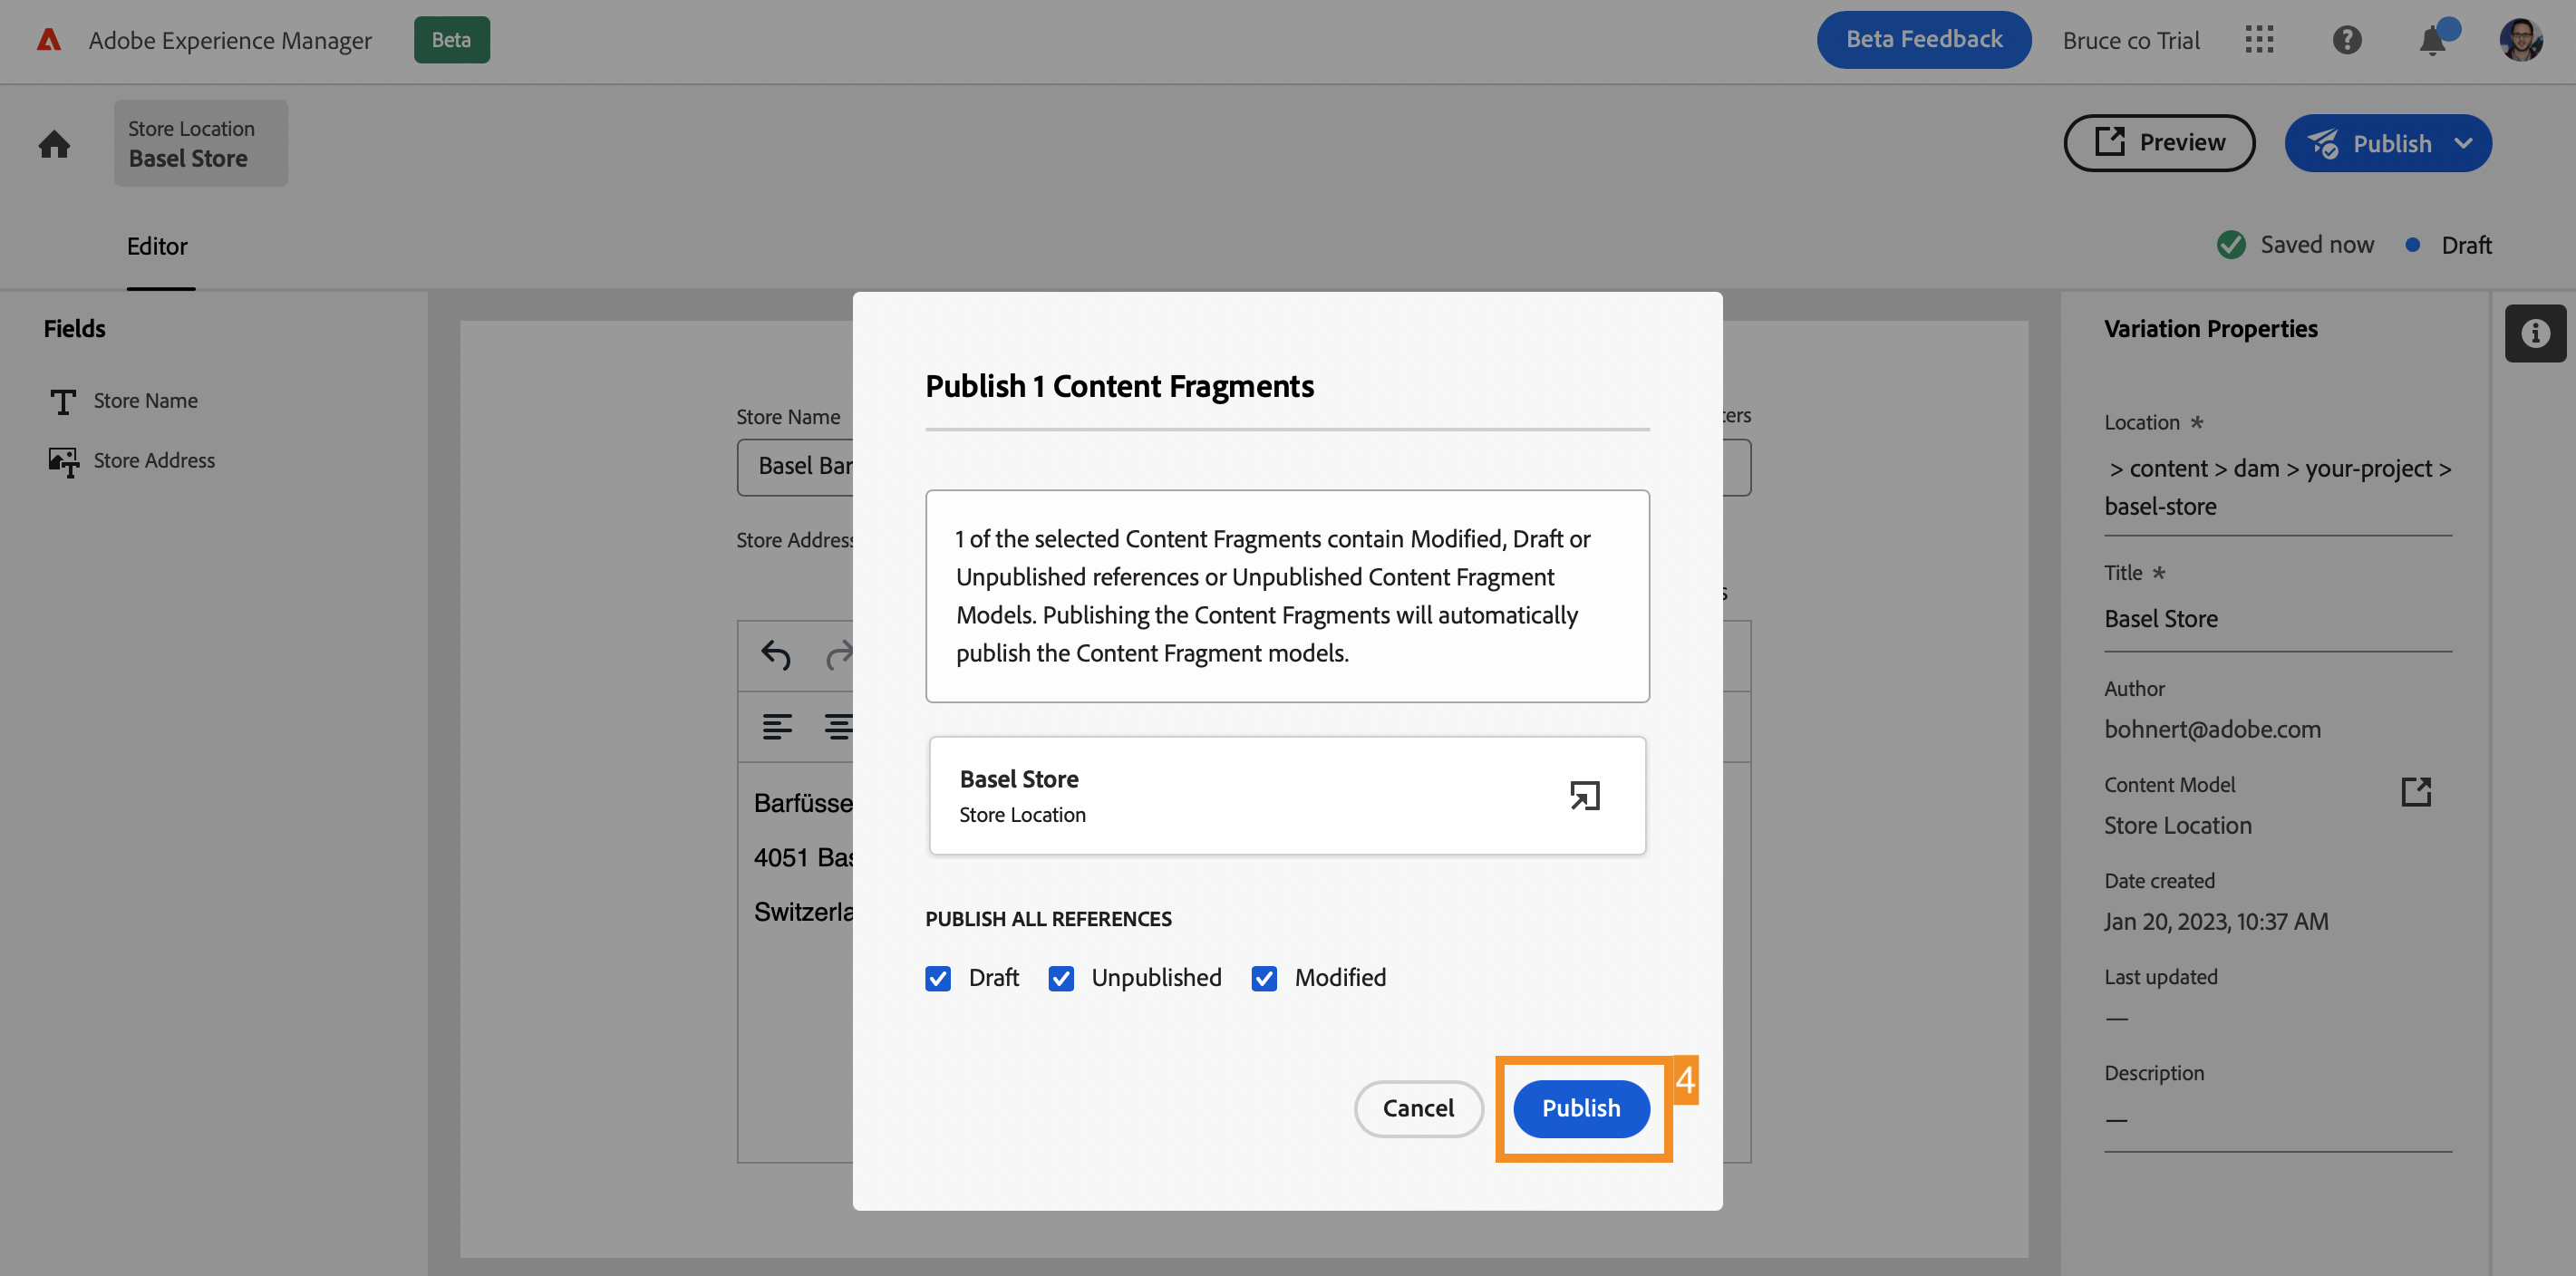 Adobe Experience Manager
Beta
Beta Feedback
Bruce co Trial
Store Location
Basel Store
Preview
Publish
Editor
Saved now
Draft
Fields
Store Name
Store Address
Store Name
Basel Bar
Store Address
Barfüsse
4051 Bas
Switzerla
Publish 1 Content Fragments
1 of the selected Content Fragments contain Modified, Draft or
Unpublished references or Unpublished Content Fragment
Models. Publishing the Content Fragments will automatically
publish the Content Fragment models.
Basel Store
Store Location
PUBLISH ALL REFERENCES
Draft
Unpublished
Modified
Cancel
Publish
4
Variation Properties
Location *
> content > dam > your-project >
basel-store
Title *
Basel Store
Author
bohnert@adobe.com
Content Model
Store Location
Date created
Jan 20, 2023, 10:37 AM
Last updated
—
Description
—